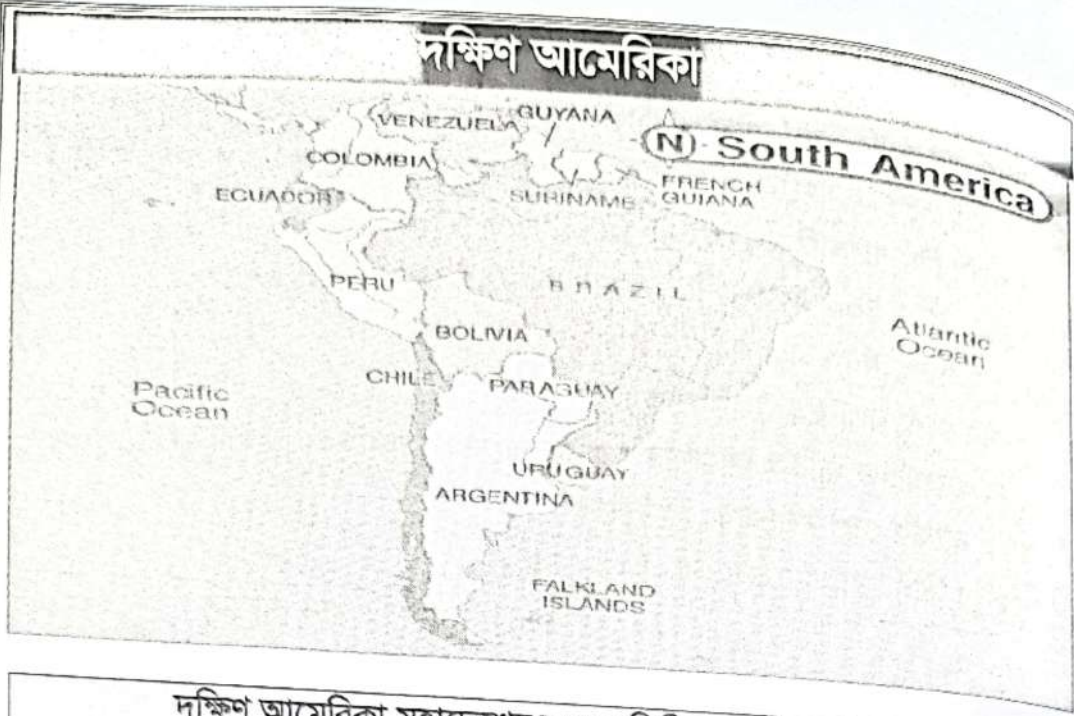 দক্ষিণ আমেরিকা
N South America
VENEZUELA
GUYANA
COLOMBIA
FRENCH
GUIANA
ECUADOR
SURINAME
PERU
BRAZIL
BOLIVIA
Atlantic
Ocean
CHILE
PARAGUAY
Pacific
Ocean
URUGUAY
ARGENTINA
FALKLAND
ISLANDS
দক্ষিণ আমেরিকা